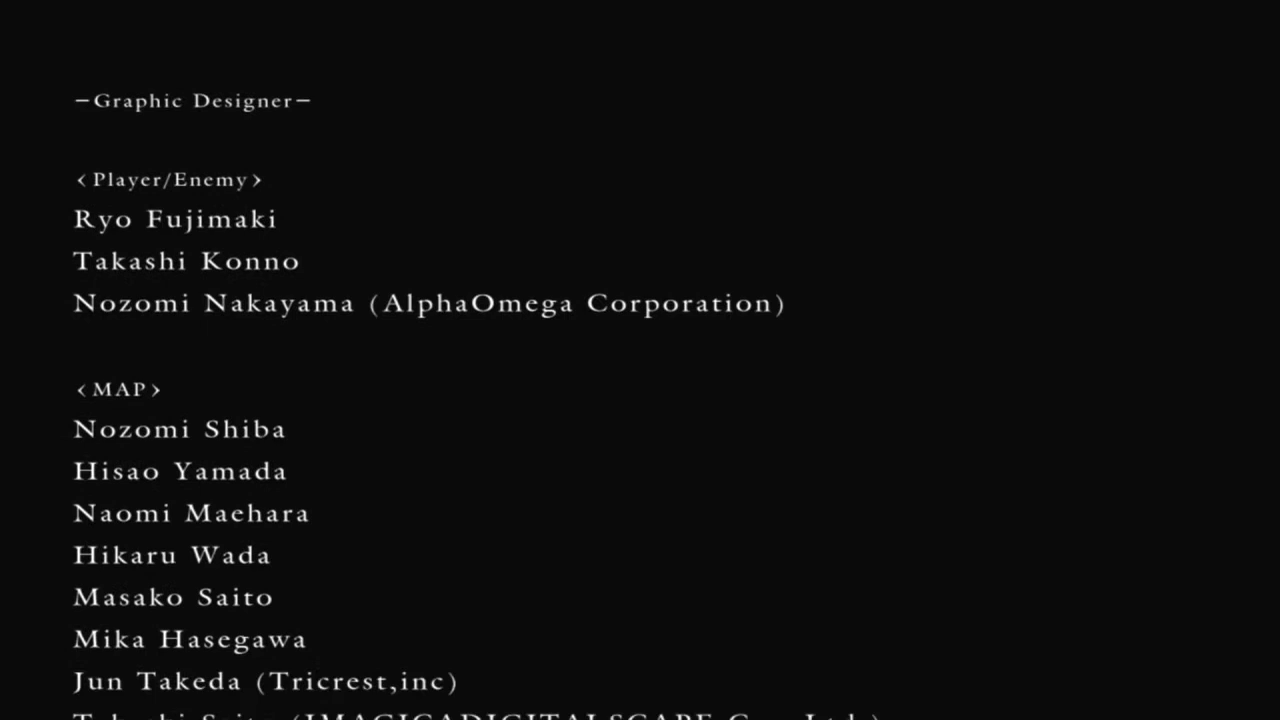 −Graphic Designer−
‹Player/Enemy›
Ryo Fujimaki
Takashi Konno
Nozomi Nakayama (AlphaOmega Corporation)
‹MAP›
Nozomi Shiba
Hisao Yamada
Naomi Maehara
Hikaru Wada
Masako Saito
Mika Hasegawa
Jun Takeda (Tricrest,inc)